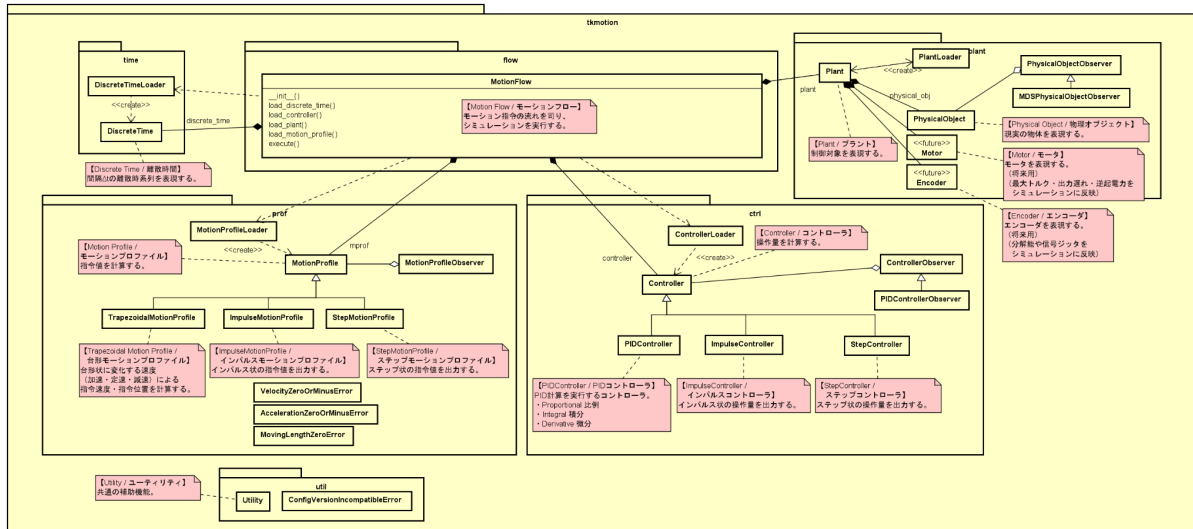 tkmotion
time
DiscreteTimeLoader
<<create>>
DiscreteTime
discrete_time
【Discrete Time / 離散時間】
間隔Δtの離散時系列を表現する。
flow
MotionFlow
__init__()
load_discrete_time()
load_controller()
load_plant()
load_motion_profile()
execute()
【Motion Flow / モーションフロー】
モーション指令の流れを司り、
シミュレーションを実行する。
plant
Plant
plant
PlantLoader
<<create>>
physical_obj
PhysicalObjectObserver
MDSPhysicalObjectObserver
PhysicalObject
【Physical Object / 物理オブジェクト】
現実の物体を表現する。
【Plant / プラント】
制御対象を表現する。
<<future>>
Motor
<<future>>
Encoder
【Motor / モータ】
モータを表現する。
（将来用）
（最大トルク・出力遅れ・逆起電力を
シミュレーションに反映）
【Encoder / エンコーダ】
エンコーダを表現する。
（将来用）
（分解能や信号ジッタを
シミュレーションに反映）
prof
MotionProfileLoader
<<create>>
mprof
【Motion Profile /
モーションプロファイル】
指令値を計算する。
MotionProfile
MotionProfileObserver
TrapezoidalMotionProfile
ImpulseMotionProfile
StepMotionProfile
【Trapezoidal Motion Profile /
台形モーションプロファイル】
台形状に変化する速度
（加速・定速・減速）による
指令速度・指令位置を計算する。
【ImpulseMotionProfile /
インパルスモーションプロファイル】
インパルス状の指令値を出力する。
【StepMotionProfile /
ステップモーションプロファイル】
ステップ状の指令値を出力する。
VelocityZeroOrMinusError
AccelerationZeroOrMinusError
MovingLengthZeroError
ctrl
ControllerLoader
<<create>>
controller
【Controller / コントローラ】
操作量を計算する。
Controller
ControllerObserver
PIDControllerObserver
PIDController
ImpulseController
StepController
【PIDController / PIDコントローラ】
PID計算を実行するコントローラ。
・Proportional 比例
・Integral 積分
・Derivative 微分
【ImpulseController /
インパルスコントローラ】
インパルス状の操作量を出力する。
【StepController /
ステップコントローラ】
ステップ状の操作量を出力する。
util
【Utility / ユーティリティ】
共通の補助機能。
Utility
ConfigVersionIncompatibleError